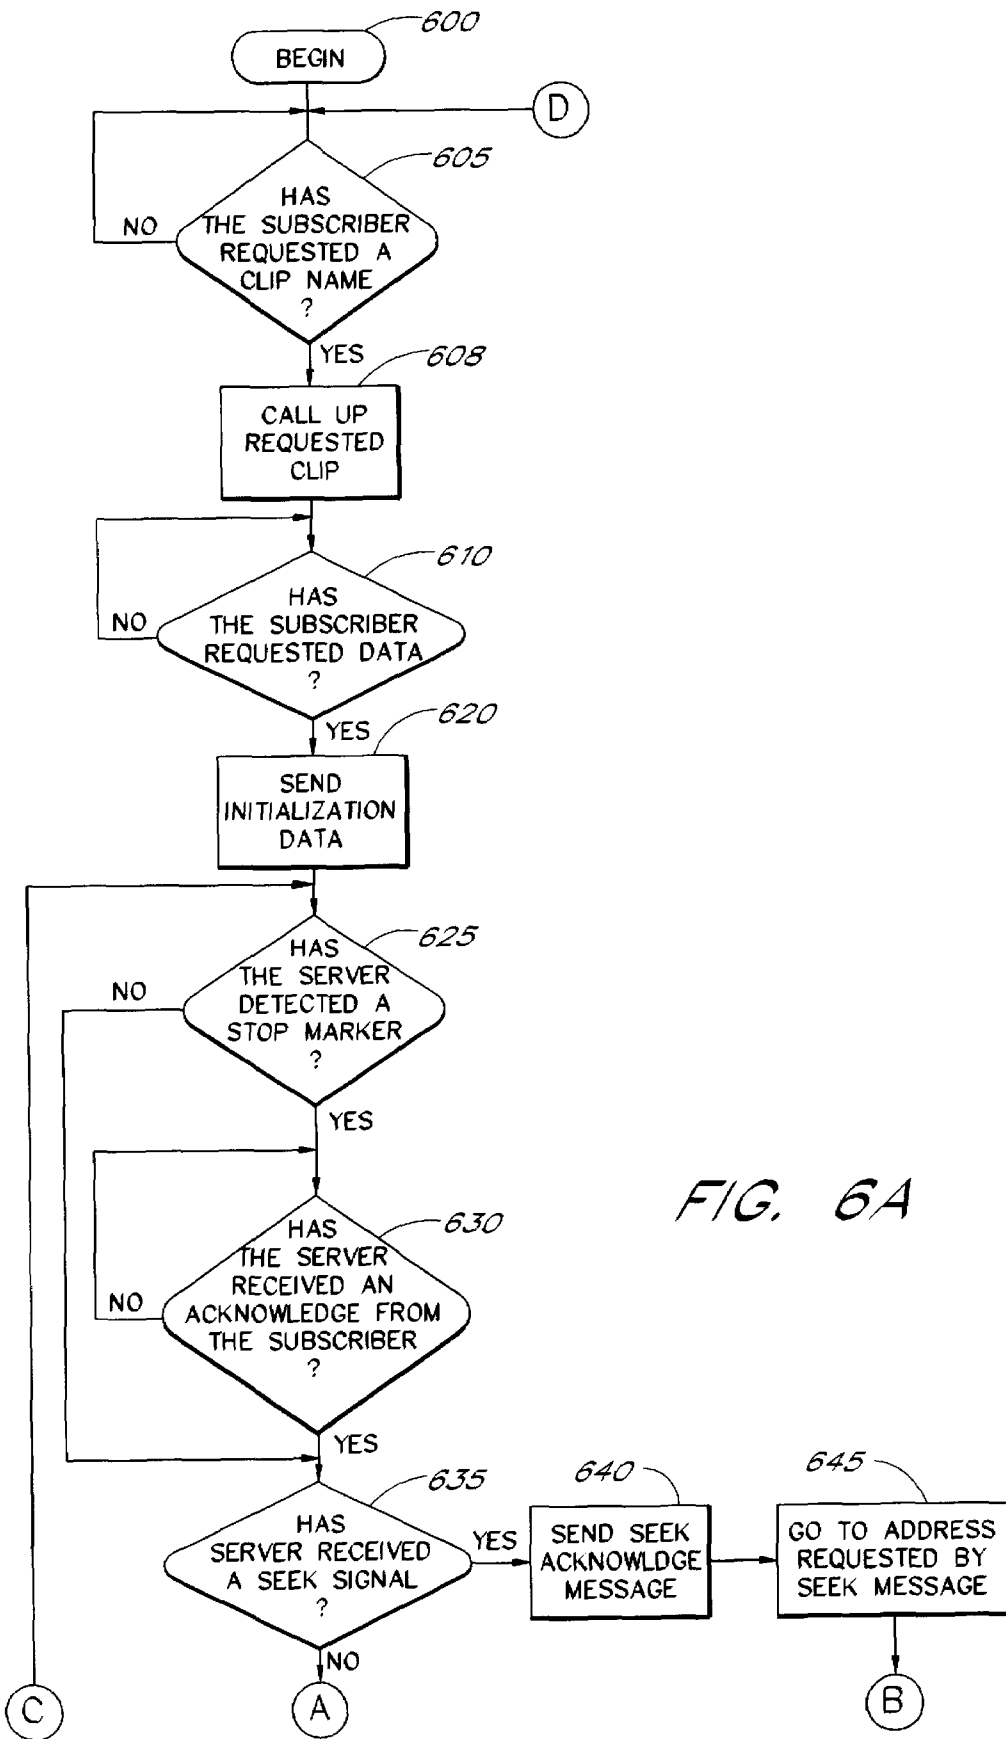 600
BEGIN
D
605
HAS
THE SUBSCRIBER
REQUESTED A
CLIP NAME
?
NO
YES
608
CALL UP
REQUESTED
CLIP
610
HAS
THE SUBSCRIBER
REQUESTED DATA
?
NO
YES
620
SEND
INITIALIZATION
DATA
625
HAS
THE SERVER
DETECTED A
STOP MARKER
?
NO
YES
630
HAS
THE SERVER
RECEIVED AN
ACKNOWLEDGE FROM
THE SUBSCRIBER
?
NO
YES
FIG. 6A
635
HAS
SERVER RECEIVED
A SEEK SIGNAL
?
YES
NO
640
SEND SEEK
ACKNOWLDGE
MESSAGE
645
GO TO ADDRESS
REQUESTED BY
SEEK MESSAGE
C
A
B